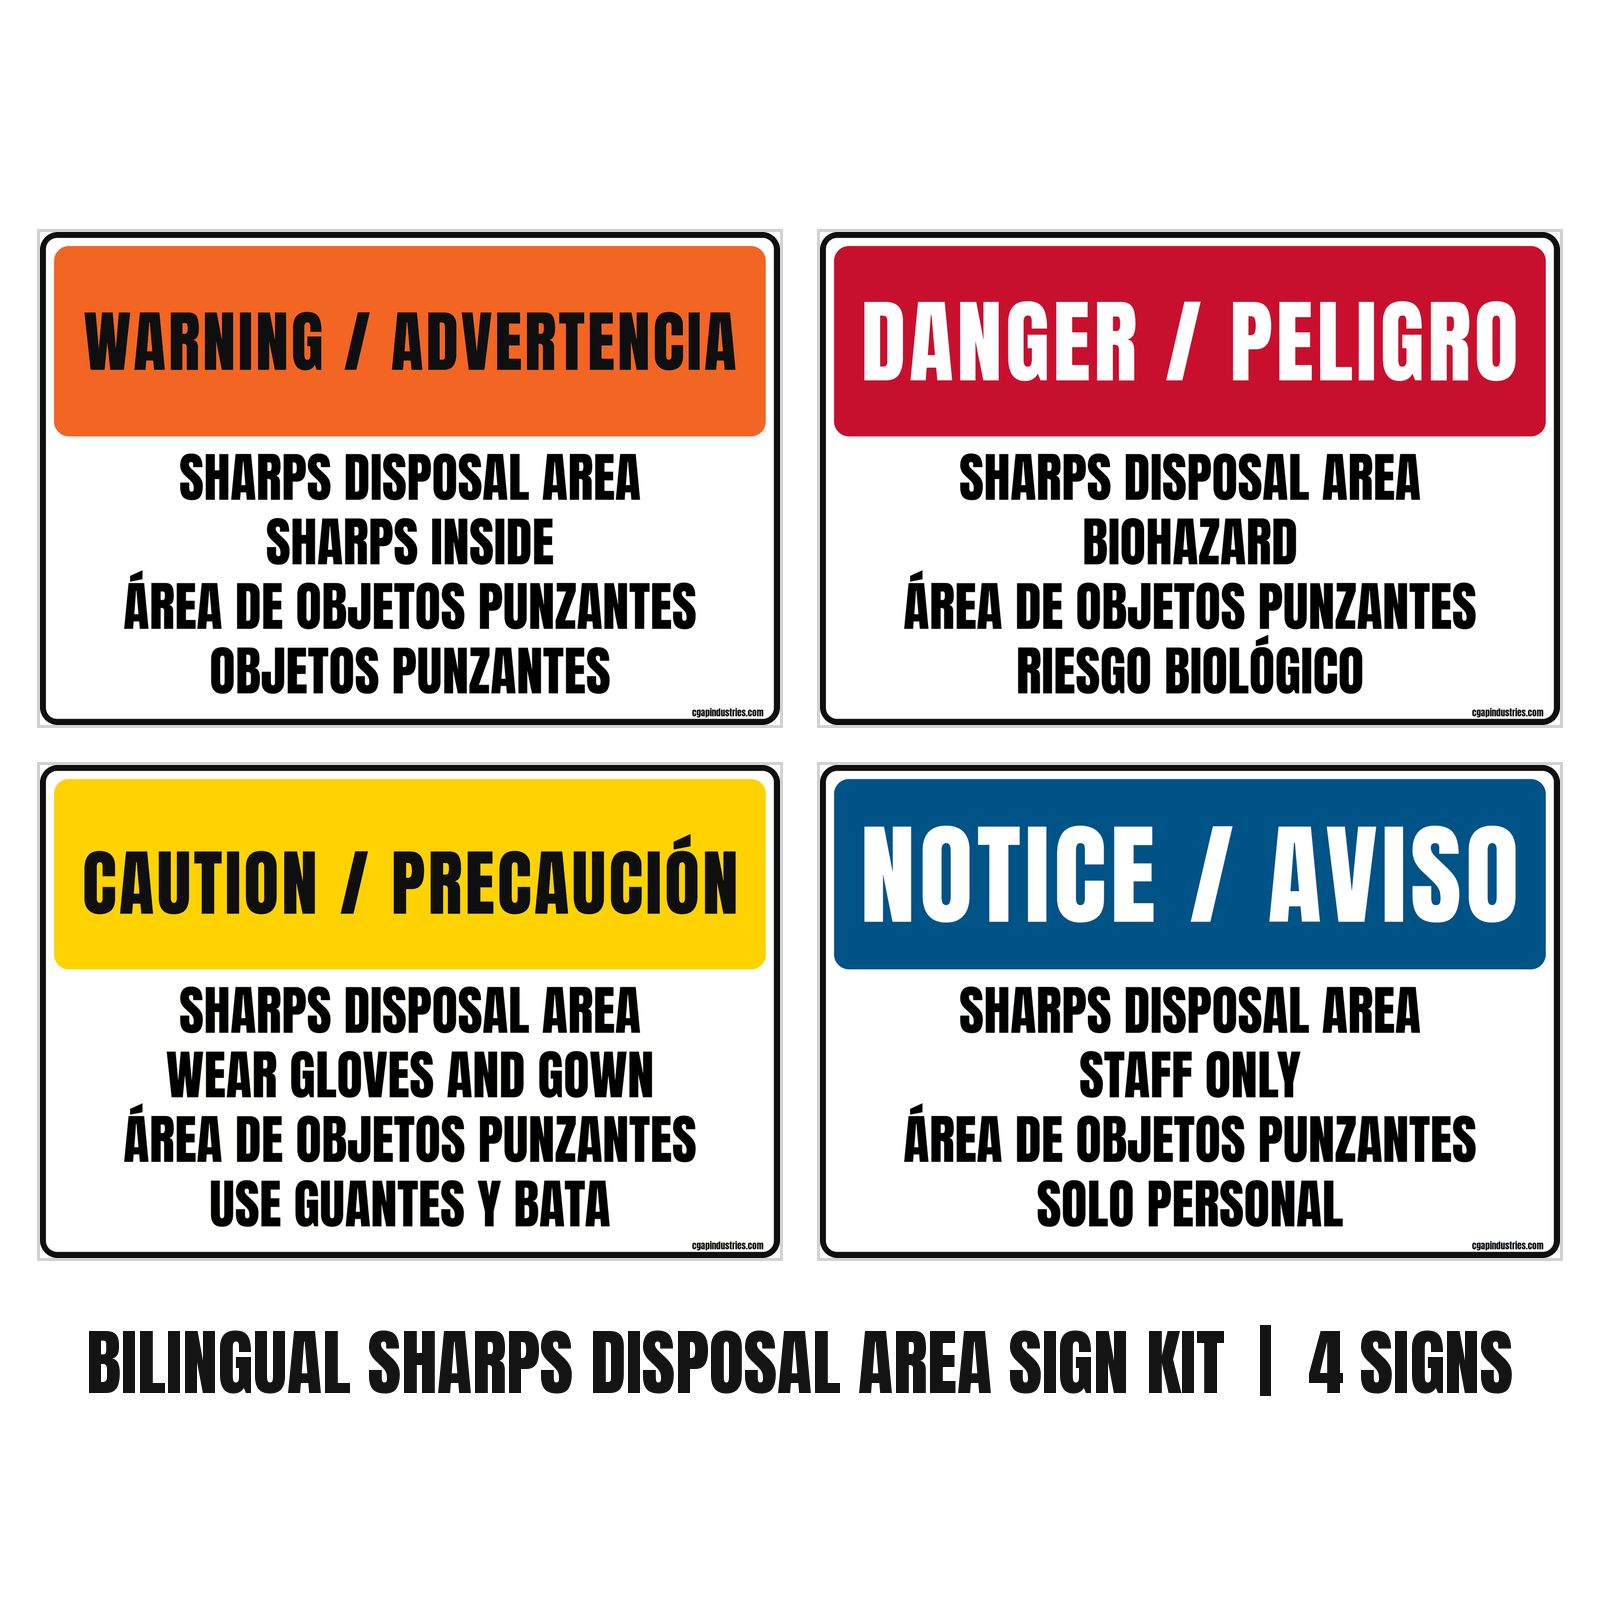 WARNING / ADVERTENCIA
SHARPS DISPOSAL AREA
SHARPS INSIDE
ÁREA DE OBJETOS PUNZANTES
OBJETOS PUNZANTES
cgapindustries.com
DANGER / PELIGRO
SHARPS DISPOSAL AREA
BIOHAZARD
ÁREA DE OBJETOS PUNZANTES
RIESGO BIOLÓGICO
cgapindustries.com
CAUTION / PRECAUCIÓN
SHARPS DISPOSAL AREA
WEAR GLOVES AND GOWN
ÁREA DE OBJETOS PUNZANTES
USE GUANTES Y BATA
cgapindustries.com
NOTICE / AVISO
SHARPS DISPOSAL AREA
STAFF ONLY
ÁREA DE OBJETOS PUNZANTES
SOLO PERSONAL
cgapindustries.com
BILINGUAL SHARPS DISPOSAL AREA SIGN KIT | 4 SIGNS